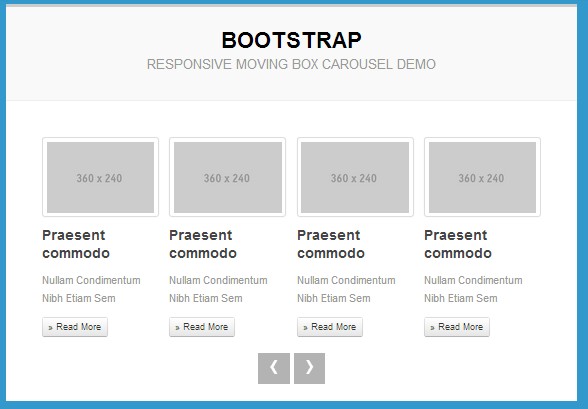 BOOTSTRAP
RESPONSIVE MOVING BOX CAROUSEL DEMO
360 x 240
360 x 240
360 x 240
360 x 240
Praesent
commodo
Praesent
commodo
Praesent
commodo
Praesent
commodo
Nullam Condimentum
Nibh Etiam Sem
Nullam Condimentum
Nibh Etiam Sem
Nullam Condimentum
Nibh Etiam Sem
Nullam Condimentum
Nibh Etiam Sem
» Read More
» Read More
» Read More
» Read More
❮ ❯